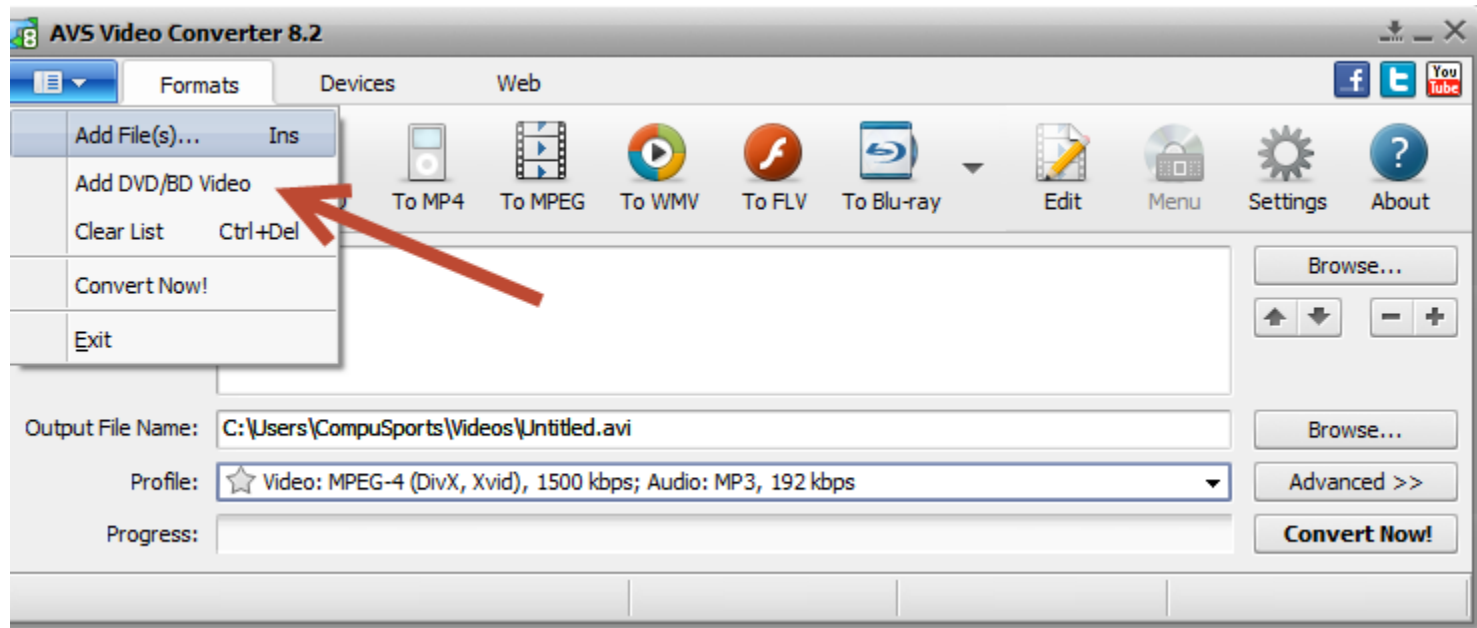 AVS Video Converter 8.2
Formats Devices Web
You
Tube
Add File(s)... Ins
Add DVD/BD Video
Clear List Ctrl+Del
Convert Now!
Exit
To MP4 To MPEG To WMV To FLV To Blu-ray Edit Menu Settings About
Browse...
Output File Name: C:\Users\CompuSports\Videos\Untitled.avi Browse...
Profile: Video: MPEG-4 (DivX, Xvid), 1500 kbps; Audio: MP3, 192 kbps Advanced >>
Progress: Convert Now!